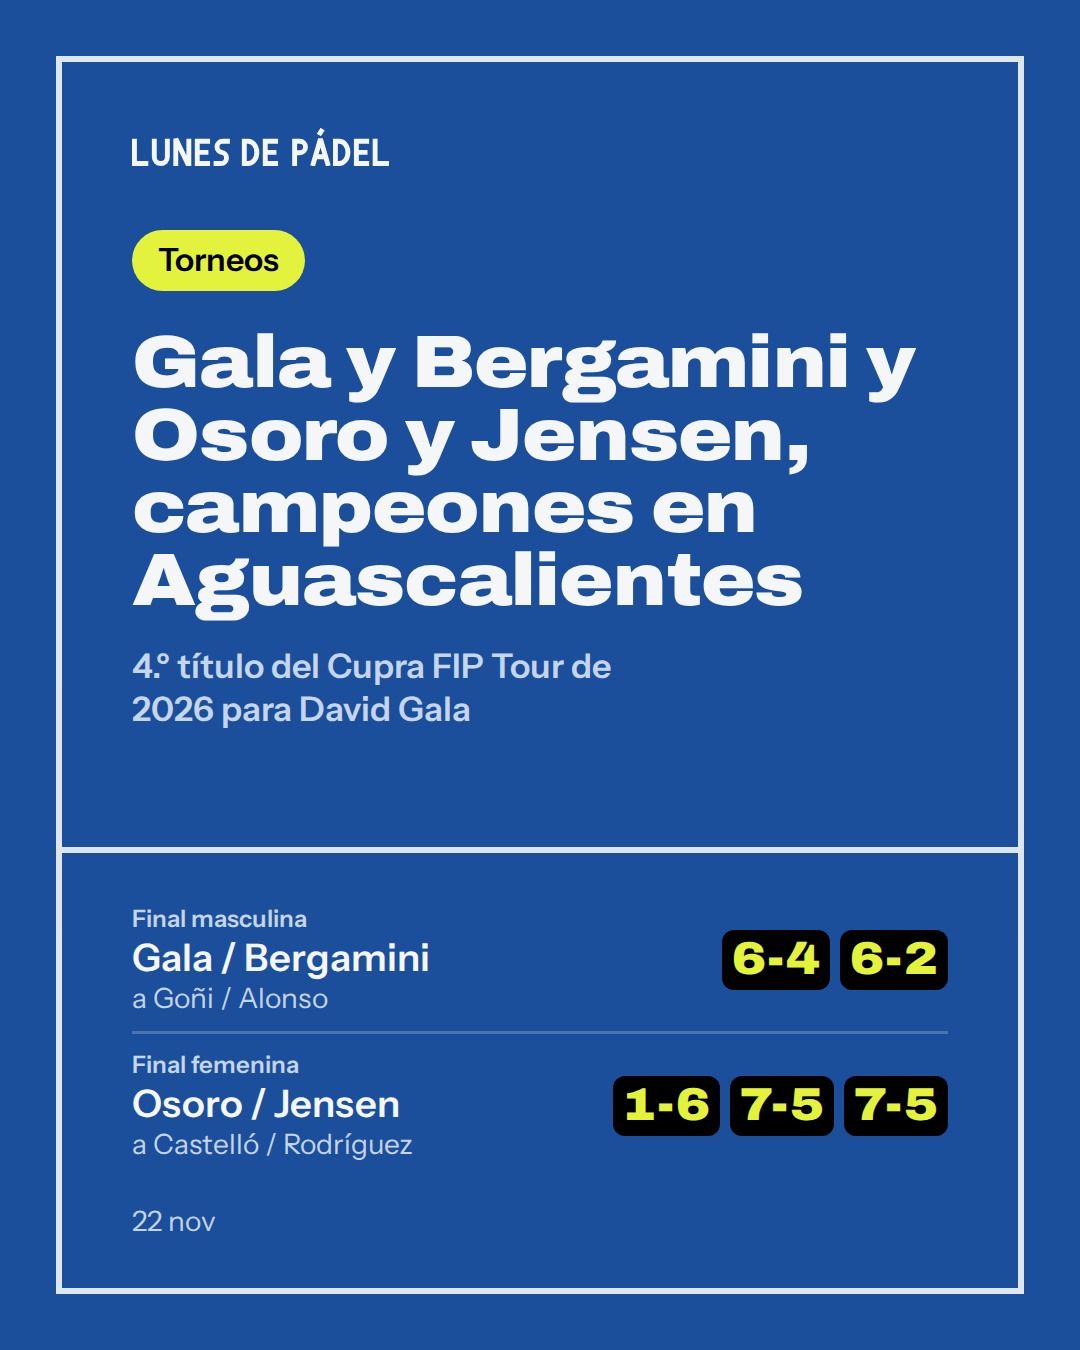 LUNES DE PÁDEL
Torneos
Gala y Bergamini y
Osoro y Jensen,
campeones en
Aguascalientes
4.º título del Cupra FIP Tour de
2026 para David Gala
Final masculina
Gala / Bergamini
a Goñi / Alonso
6-4 6-2
Final femenina
Osoro / Jensen
a Castelló / Rodríguez
1-6 7-5 7-5
22 nov